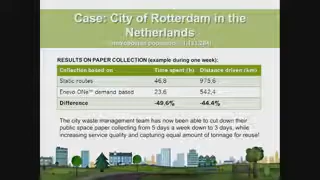 Case: City of Rotterdam in the
Netherlands
RESULTS ON PAPER COLLECTION (example during one week):
Collection based on Time spent (h) Distance driven (km)
Static routes 46,8 975,6
Enevo ONe™ demand based 23,6 542,4
Difference -49,6% -44,4%
The city waste management team has now been able to cut down their
public space paper collecting from 5 days a week down to 3 days, while
increasing service quality and capturing equal amount of tonnage for reuse!